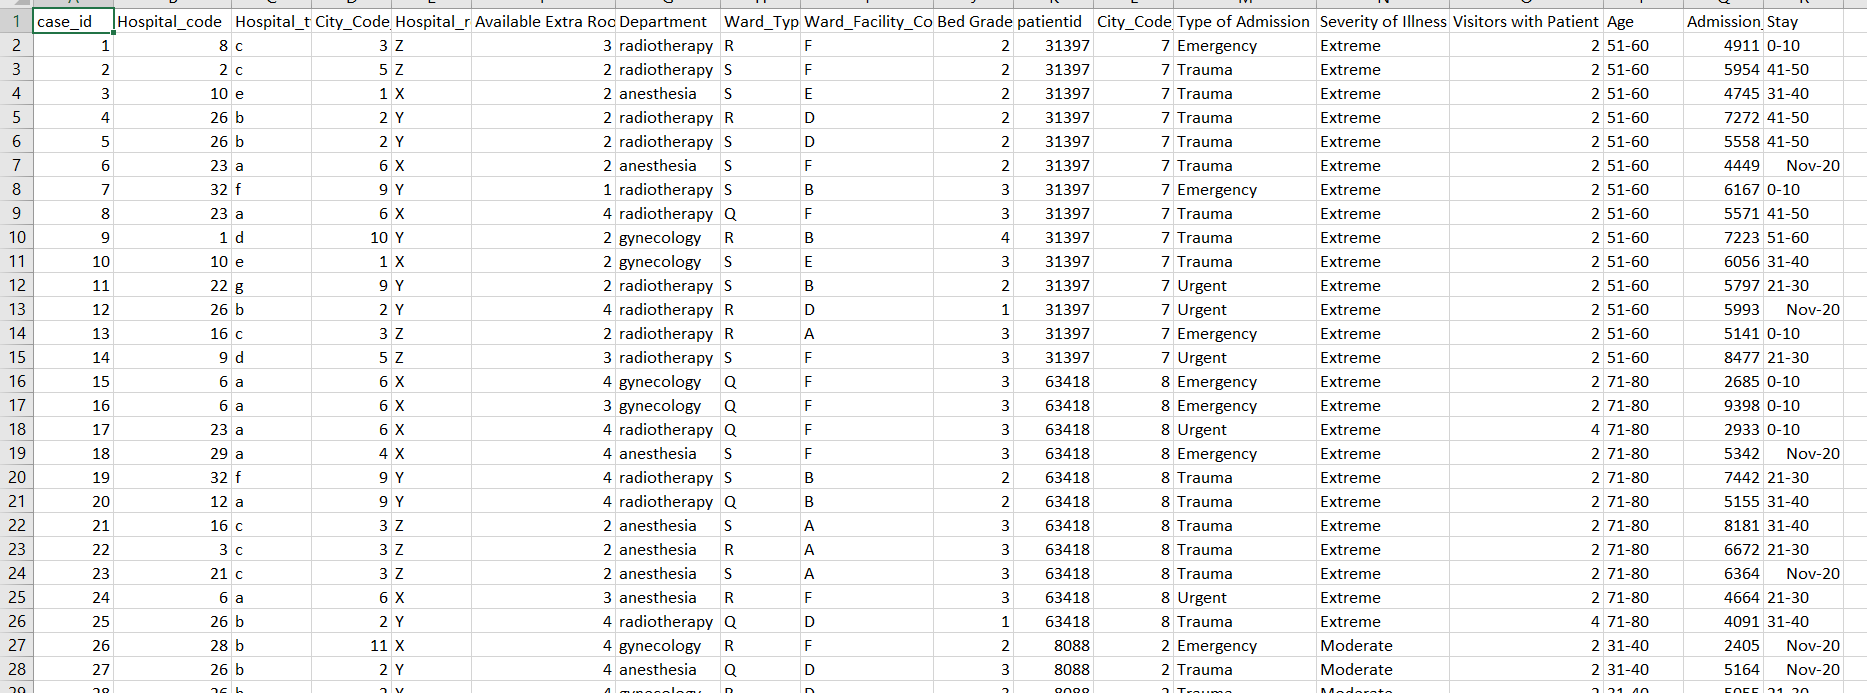 1 case_id Hospital_code Hospital_t City_Code Hospital_r Available Extra Roo Department Ward_Typ Ward_Facility_Co Bed Grade patientid City_Code Type of Admission Severity of Illness Visitors with Patient Age Admission_ Stay
2 1 8 c 3 Z 3 radiotherapy R F 2 31397 7 Emergency Extreme 2 51-60 4911 0-10
3 2 2 c 5 Z 2 radiotherapy S F 2 31397 7 Trauma Extreme 2 51-60 5954 41-50
4 3 10 e 1 X 2 anesthesia S E 2 31397 7 Trauma Extreme 2 51-60 4745 31-40
5 4 26 b 2 Y 2 radiotherapy R D 2 31397 7 Trauma Extreme 2 51-60 7272 41-50
6 5 26 b 2 Y 2 radiotherapy S D 2 31397 7 Trauma Extreme 2 51-60 5558 41-50
7 6 23 a 6 X 2 anesthesia S F 2 31397 7 Trauma Extreme 2 51-60 4449 Nov-20
8 7 32 f 9 Y 1 radiotherapy S B 3 31397 7 Emergency Extreme 2 51-60 6167 0-10
9 8 23 a 6 X 4 radiotherapy Q F 3 31397 7 Trauma Extreme 2 51-60 5571 41-50
10 9 1 d 10 Y 2 gynecology R B 4 31397 7 Trauma Extreme 2 51-60 7223 51-60
11 10 10 e 1 X 2 gynecology S E 3 31397 7 Trauma Extreme 2 51-60 6056 31-40
12 11 22 g 9 Y 2 radiotherapy S B 2 31397 7 Urgent Extreme 2 51-60 5797 21-30
13 12 26 b 2 Y 4 radiotherapy R D 1 31397 7 Urgent Extreme 2 51-60 5993 Nov-20
14 13 16 c 3 Z 2 radiotherapy R A 3 31397 7 Emergency Extreme 2 51-60 5141 0-10
15 14 9 d 5 Z 3 radiotherapy S F 3 31397 7 Urgent Extreme 2 51-60 8477 21-30
16 15 6 a 6 X 4 gynecology Q F 3 63418 8 Emergency Extreme 2 71-80 2685 0-10
17 16 6 a 6 X 3 gynecology Q F 3 63418 8 Emergency Extreme 2 71-80 9398 0-10
18 17 23 a 6 X 4 radiotherapy Q F 3 63418 8 Urgent Extreme 4 71-80 2933 0-10
19 18 29 a 4 X 4 anesthesia S F 3 63418 8 Emergency Extreme 2 71-80 5342 Nov-20
20 19 32 f 9 Y 4 radiotherapy S B 2 63418 8 Trauma Extreme 2 71-80 7442 21-30
21 20 12 a 9 Y 4 radiotherapy Q B 2 63418 8 Trauma Extreme 2 71-80 5155 31-40
22 21 16 c 3 Z 2 anesthesia S A 3 63418 8 Trauma Extreme 2 71-80 8181 31-40
23 22 3 c 3 Z 2 anesthesia R A 3 63418 8 Trauma Extreme 2 71-80 6672 21-30
24 23 21 c 3 Z 2 anesthesia S A 3 63418 8 Trauma Extreme 2 71-80 6364 Nov-20
25 24 6 a 6 X 3 anesthesia R F 3 63418 8 Urgent Extreme 2 71-80 4664 21-30
26 25 26 b 2 Y 4 radiotherapy Q D 1 63418 8 Trauma Extreme 4 71-80 4091 31-40
27 26 28 b 11 X 4 gynecology R F 2 8088 2 Emergency Moderate 2 31-40 2405 Nov-20
28 27 26 b 2 Y 4 anesthesia Q D 3 8088 2 Trauma Moderate 2 31-40 5164 Nov-20